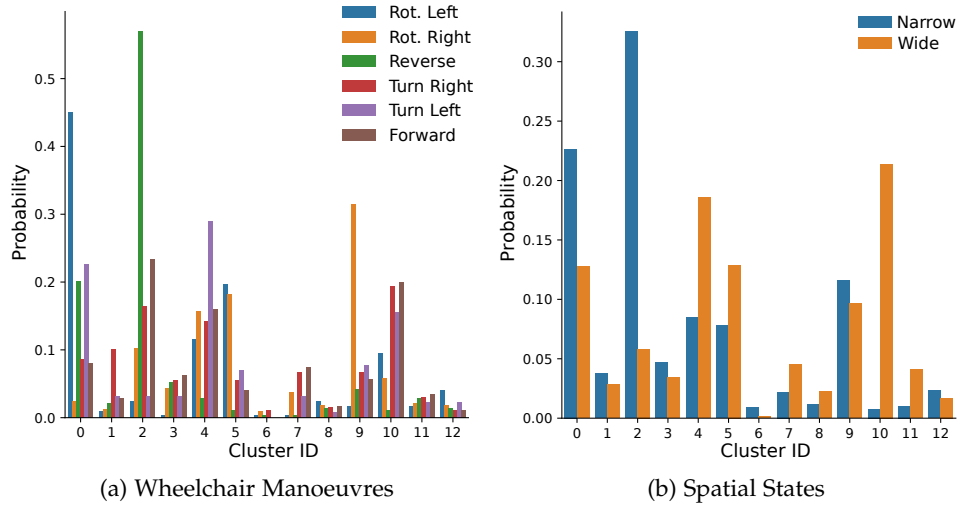 Rot. Left
Rot. Right
Reverse
Turn Right
Turn Left
Forward
Probability
0.5
0.4
0.3
0.2
0.1
0.0
0 1 2 3 4 5 6 7 8 9 10 11 12
Cluster ID
(a) Wheelchair Manoeuvres
Narrow
Wide
Probability
0.30
0.25
0.20
0.15
0.10
0.05
0.00
0 1 2 3 4 5 6 7 8 9 10 11 12
Cluster ID
(b) Spatial States